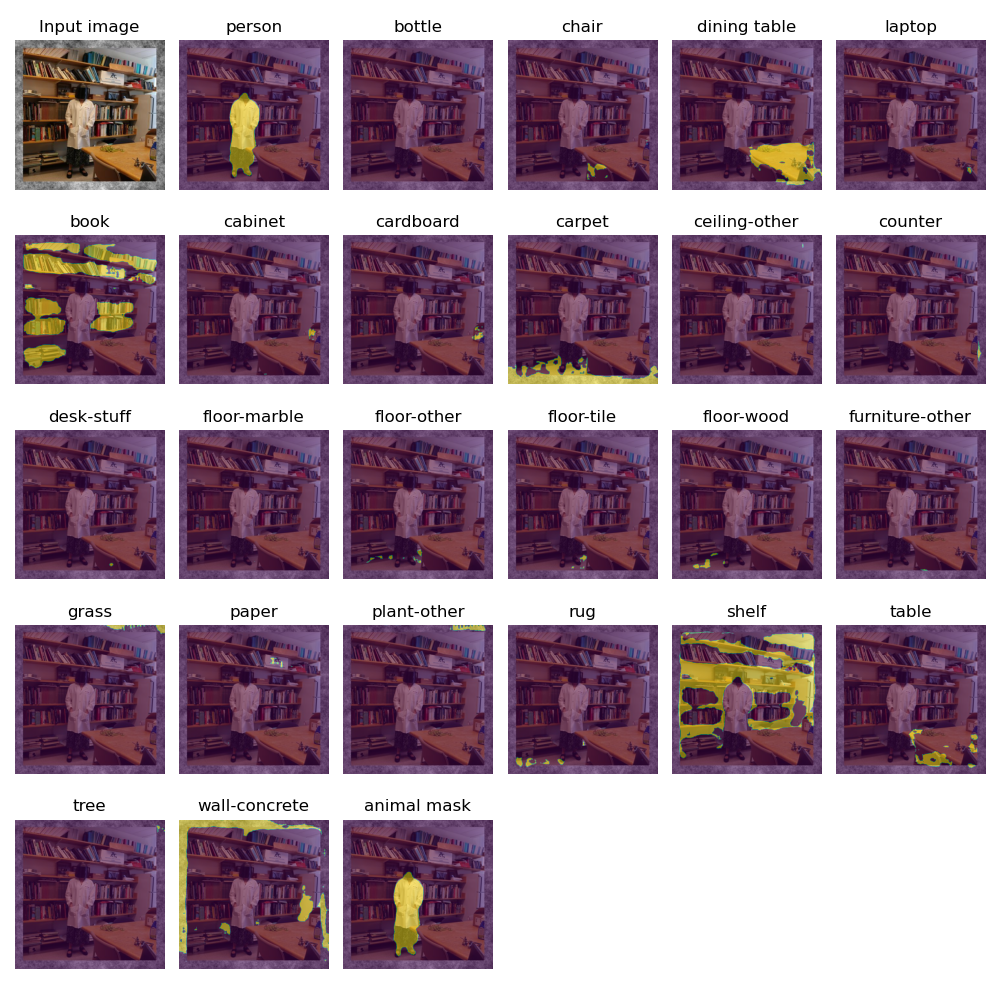 Input image
person
bottle
chair
dining table
laptop
book
cabinet
cardboard
carpet
ceiling-other
counter
desk-stuff
floor-marble
floor-other
floor-tile
floor-wood
furniture-other
grass
paper
plant-other
rug
shelf
table
tree
wall-concrete
animal mask